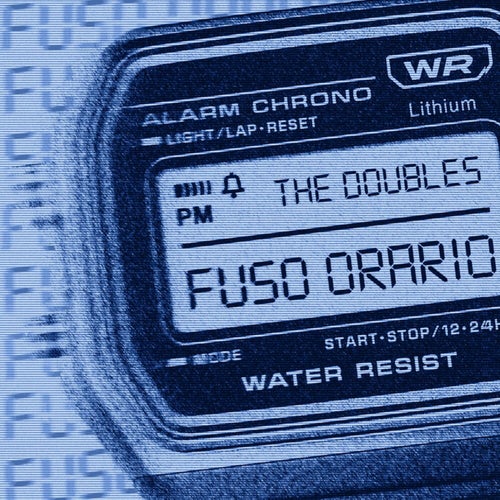 WR
ALARM CHRONO
Lithium
LIGHT/LAP•RESET
THE DOUBLES
PM
FUSO ORARIO
START•STOP/12•24H
MODE
WATER RESIST